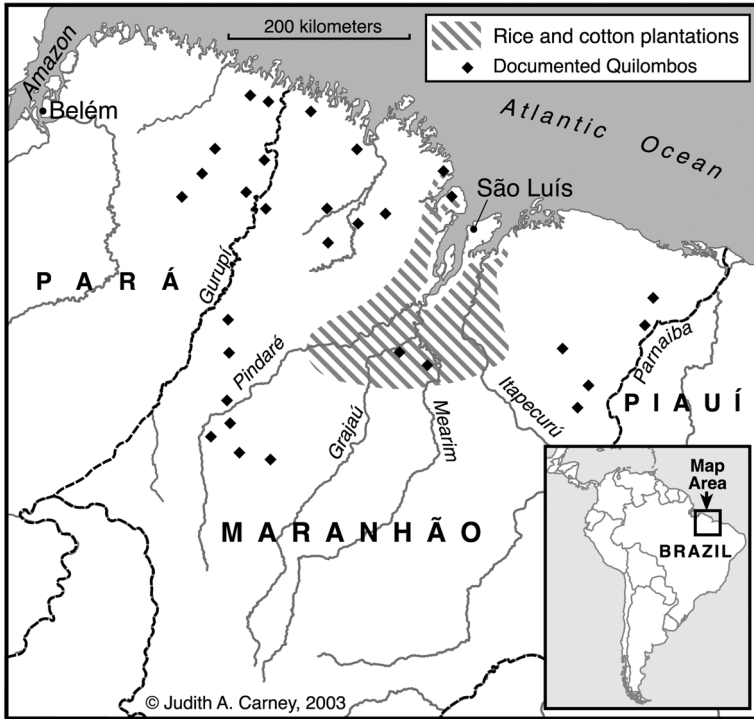 200 kilometers
Rice and cotton plantations
Documented Quilombos
Amazon
Belém
Atlantic Ocean
São Luís
PARÁ
Gurupí
Pindaré
Grajaú
Mearim
Itapecurú
Parnaiba
PIAUÍ
MARANHÃO
Map
Area
BRAZIL
© Judith A. Carney, 2003